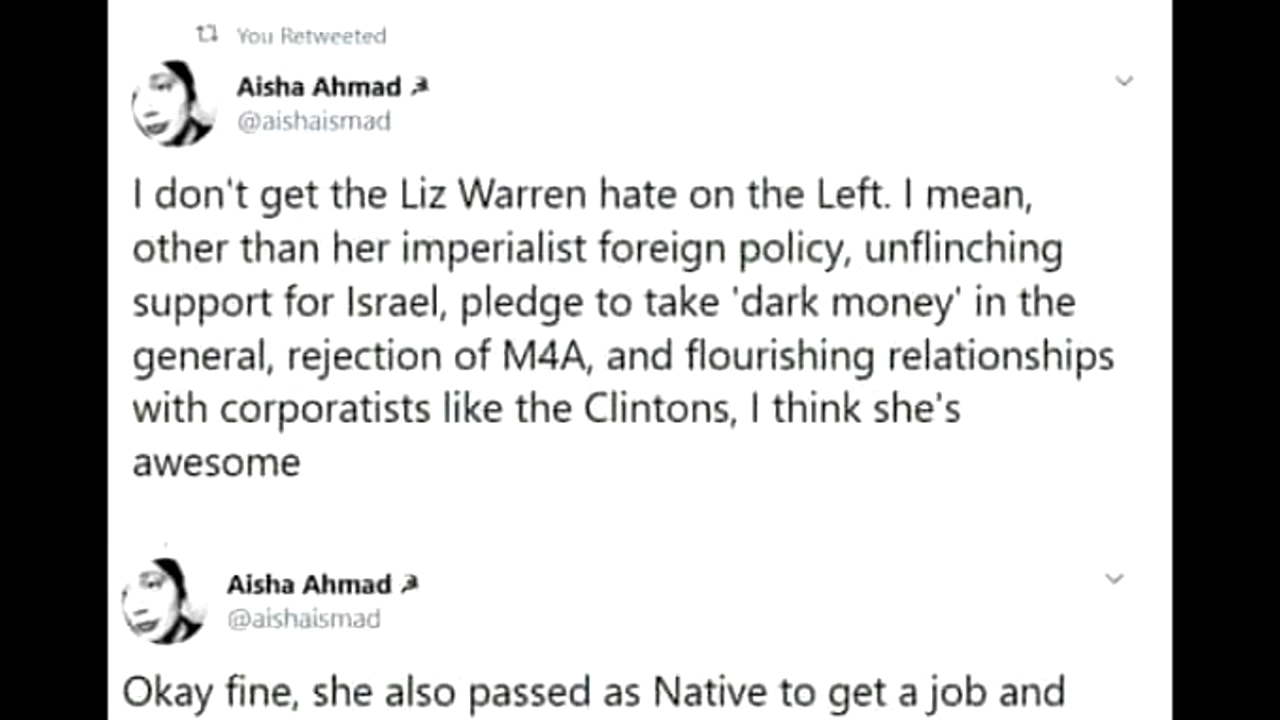 You Retweeted
Aisha Ahmad
@aishaismad
I don't get the Liz Warren hate on the Left. I mean,
other than her imperialist foreign policy, unflinching
support for Israel, pledge to take 'dark money' in the
general, rejection of M4A, and flourishing relationships
with corporatists like the Clintons, I think she's
awesome
Aisha Ahmad
@aishaismad
Okay fine, she also passed as Native to get a job and